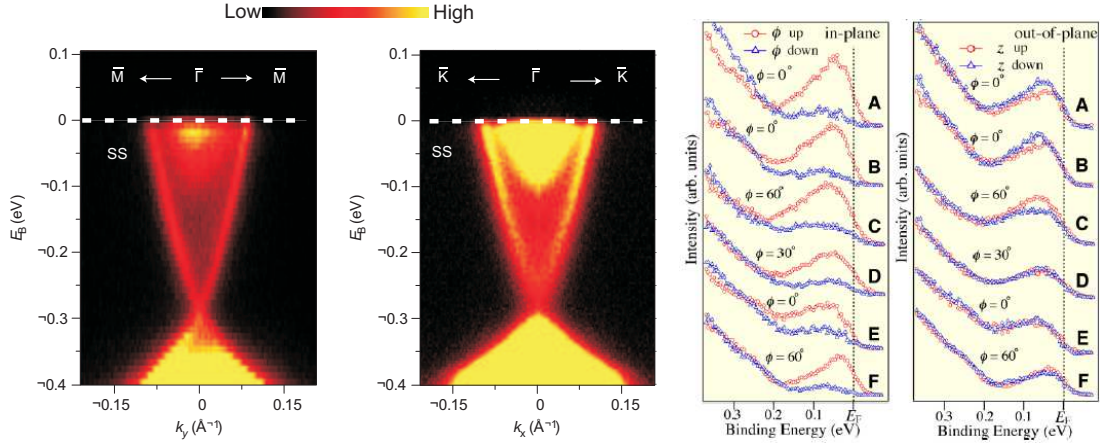 Low High
0.1
M̄ ← Γ̄ → M̄
0
SS
¬0.1
¬0.2
¬0.3
¬0.4
E_B (eV)
¬0.15 0 0.15
k_y (Å¬¹)
0.1
K̄ ← Γ̄ → K̄
0
SS
¬0.1
¬0.2
¬0.3
¬0.4
E_B (eV)
¬0.15 0 0.15
k_x (Å¬¹)
ϕ up in-plane
ϕ down
ϕ = 0°
A
ϕ = 0°
B
ϕ = 60°
C
ϕ = 30°
D
ϕ = 0°
E
ϕ = 60°
F
Intensity (arb. units)
0.3 0.2 0.1 E_F
Binding Energy (eV)
out-of-plane
z up
z down
ϕ = 0°
A
ϕ = 0°
B
ϕ = 60°
C
ϕ = 30°
D
ϕ = 0°
E
ϕ = 60°
F
Intensity (arb. units)
0.3 0.2 0.1 E_F
Binding Energy (eV)